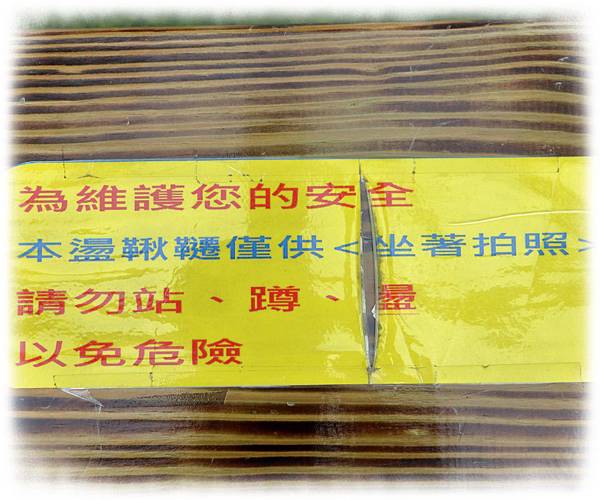 為維護您的安全
本盪鞦韆僅供<坐著拍照>
請勿站、蹲、盪
以免危險